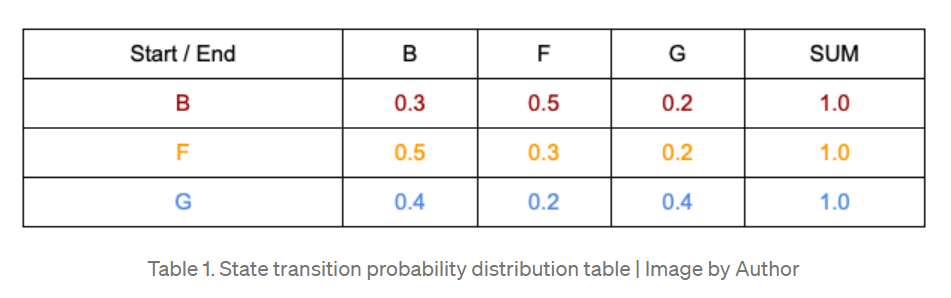 Start / End B F G SUM
B 0.3 0.5 0.2 1.0
F 0.5 0.3 0.2 1.0
G 0.4 0.2 0.4 1.0
Table 1. State transition probability distribution table | Image by Author